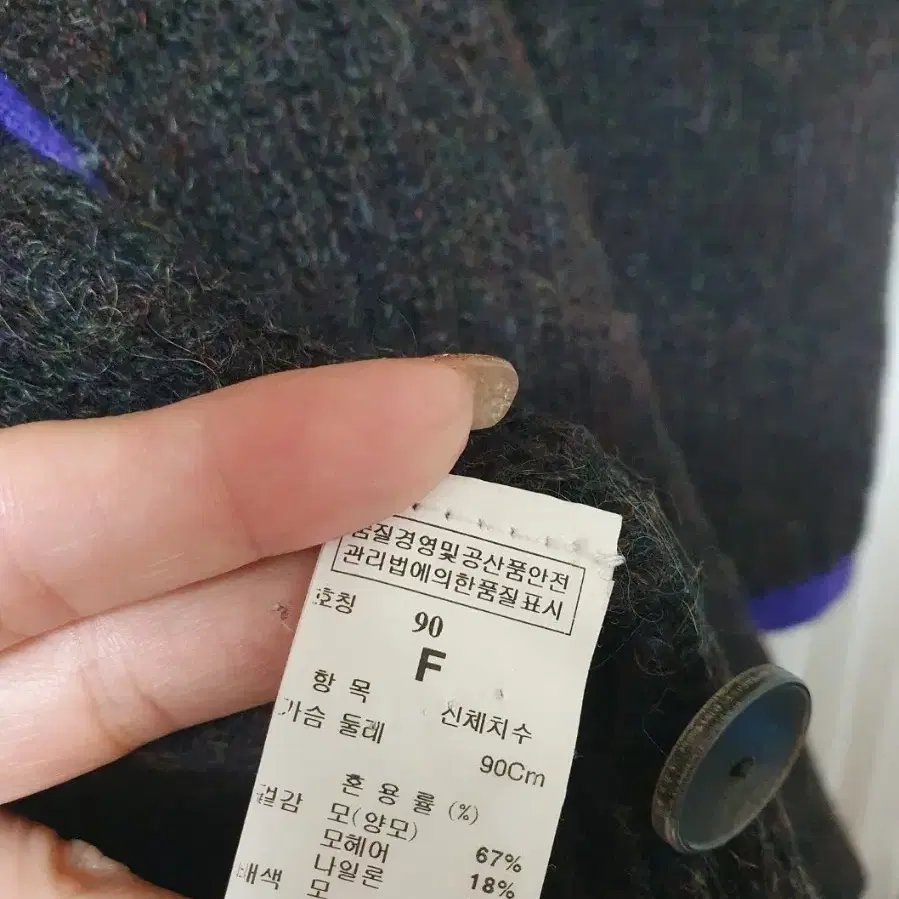 품질경영및공산품안전
관리법에의한품질표시
호칭 90
F
항 목 신체치수
가슴 둘레 90Cm
혼 용 률 (%)
겉감 모(양모) 67%
모헤어 18%
나일론
배색 모